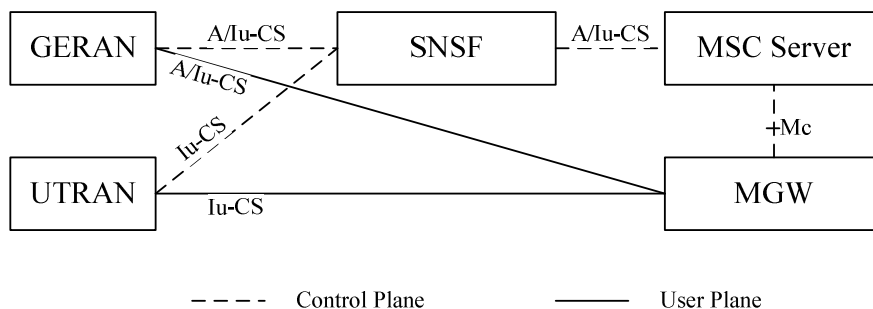 GERAN
A/Iu-CS
SNSF
A/Iu-CS
MSC Server
A/Iu-CS
Iu-CS
Mc
UTRAN
Iu-CS
MGW
Control Plane
User Plane